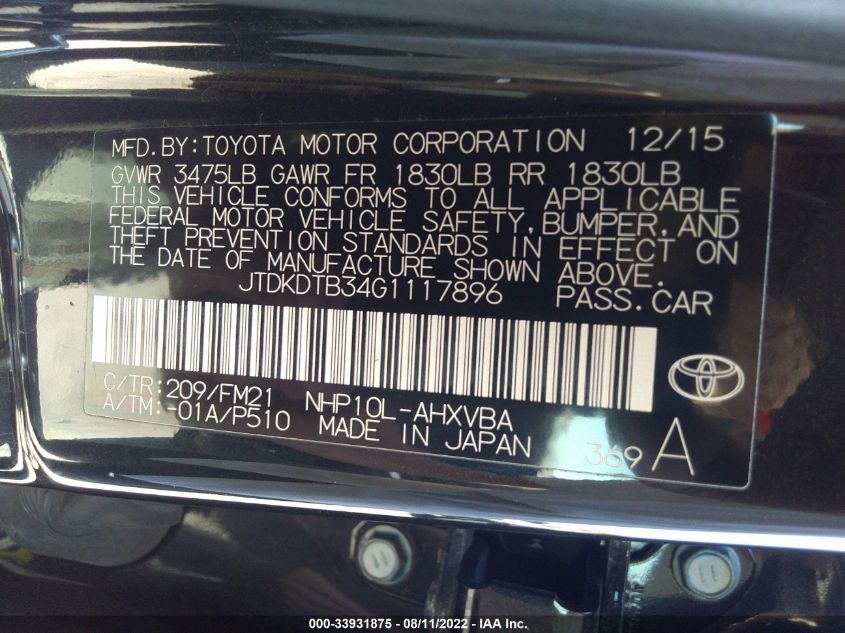 MFD.BY:TOYOTA MOTOR CORPORATION 12/15
GVWR 3475LB GAWR FR 1830LB RR 1830LB
THIS VEHICLE CONFORMS TO ALL APPLICABLE
FEDERAL MOTOR VEHICLE SAFETY, BUMPER, AND
THEFT PREVENTION STANDARDS IN EFFECT ON
THE DATE OF MANUFACTURE SHOWN ABOVE.
JTDKDTB34G1117896 PASS.CAR
C/TR:209/FM21 NHP10L-AHXVBA
A/TM:-01A/P510 MADE IN JAPAN
369 A
000-33931875 - 08/11/2022 - IAA Inc.